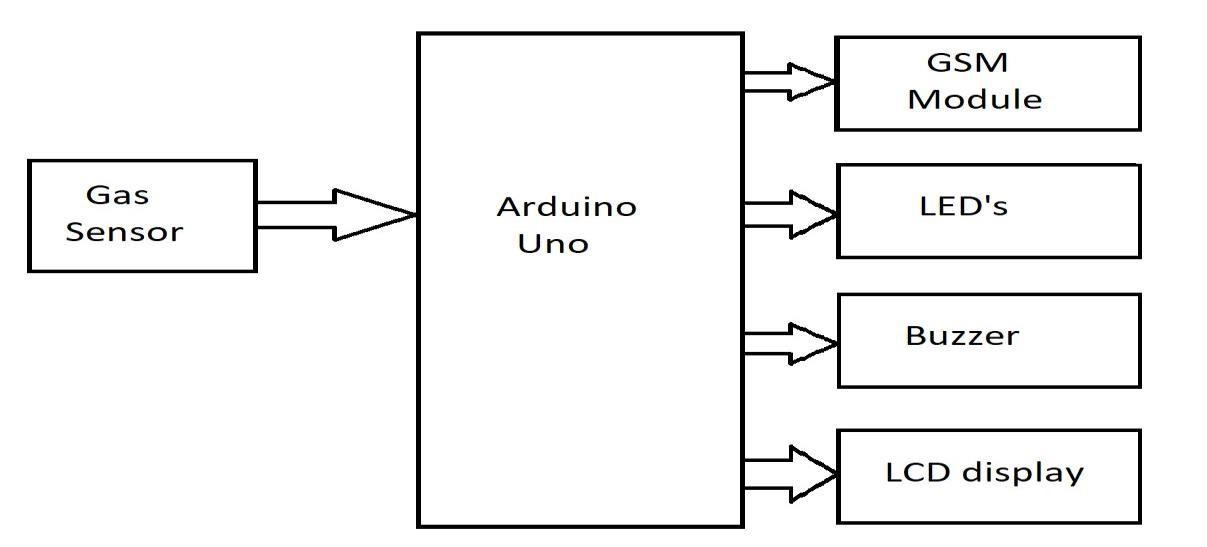 Gas
Sensor
Arduino
Uno
GSM
Module
LED's
Buzzer
LCD display